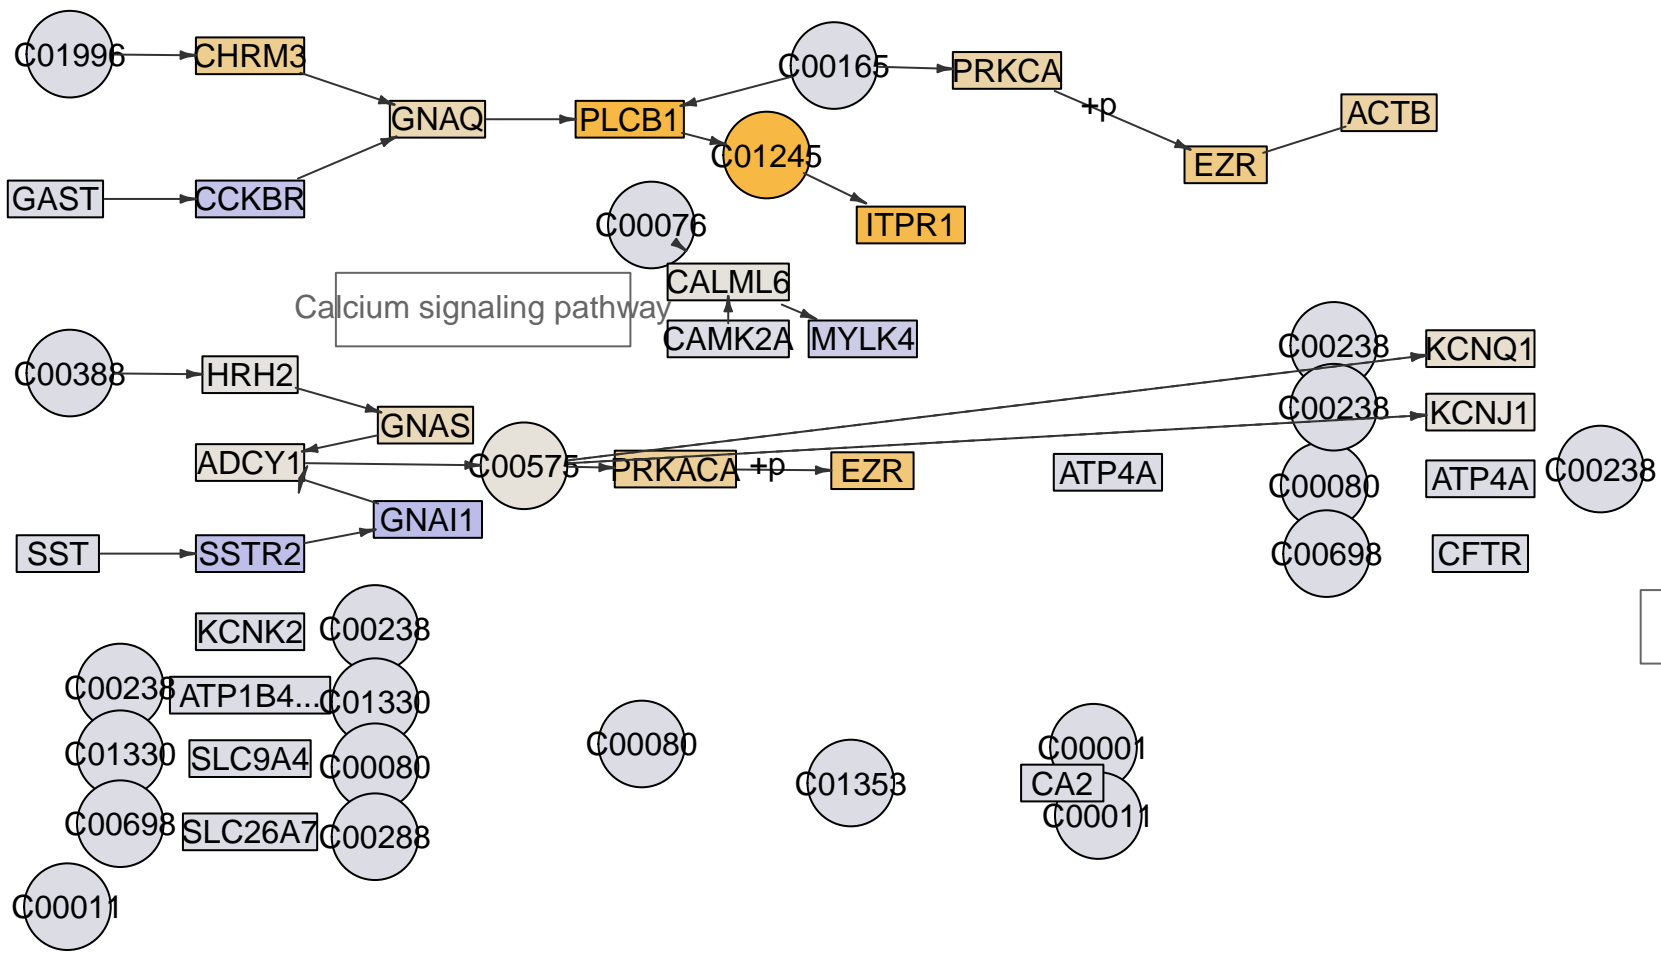 C01996
CHRM3
C00165
PRKCA
+p
ACTB
GNAQ
PLCB1
C01245
EZR
GAST
CCKBR
C00076
ITPR1
CALML6
Calcium signaling pathway
CAMK2A
MYLK4
C00238
KCNQ1
C00388
HRH2
C00238
KCNJ1
GNAS
ADCY1
C00575
PRKACA
+p
EZR
ATP4A
C00080
ATP4A
C00238
GNAI1
SST
SSTR2
C00698
CFTR
KCNK2
C00238
C00238
ATP1B4...
C01330
C01330
SLC9A4
C00080
C00080
C01353
C00001
CA2
C00011
C00698
SLC26A7
C00288
C00011